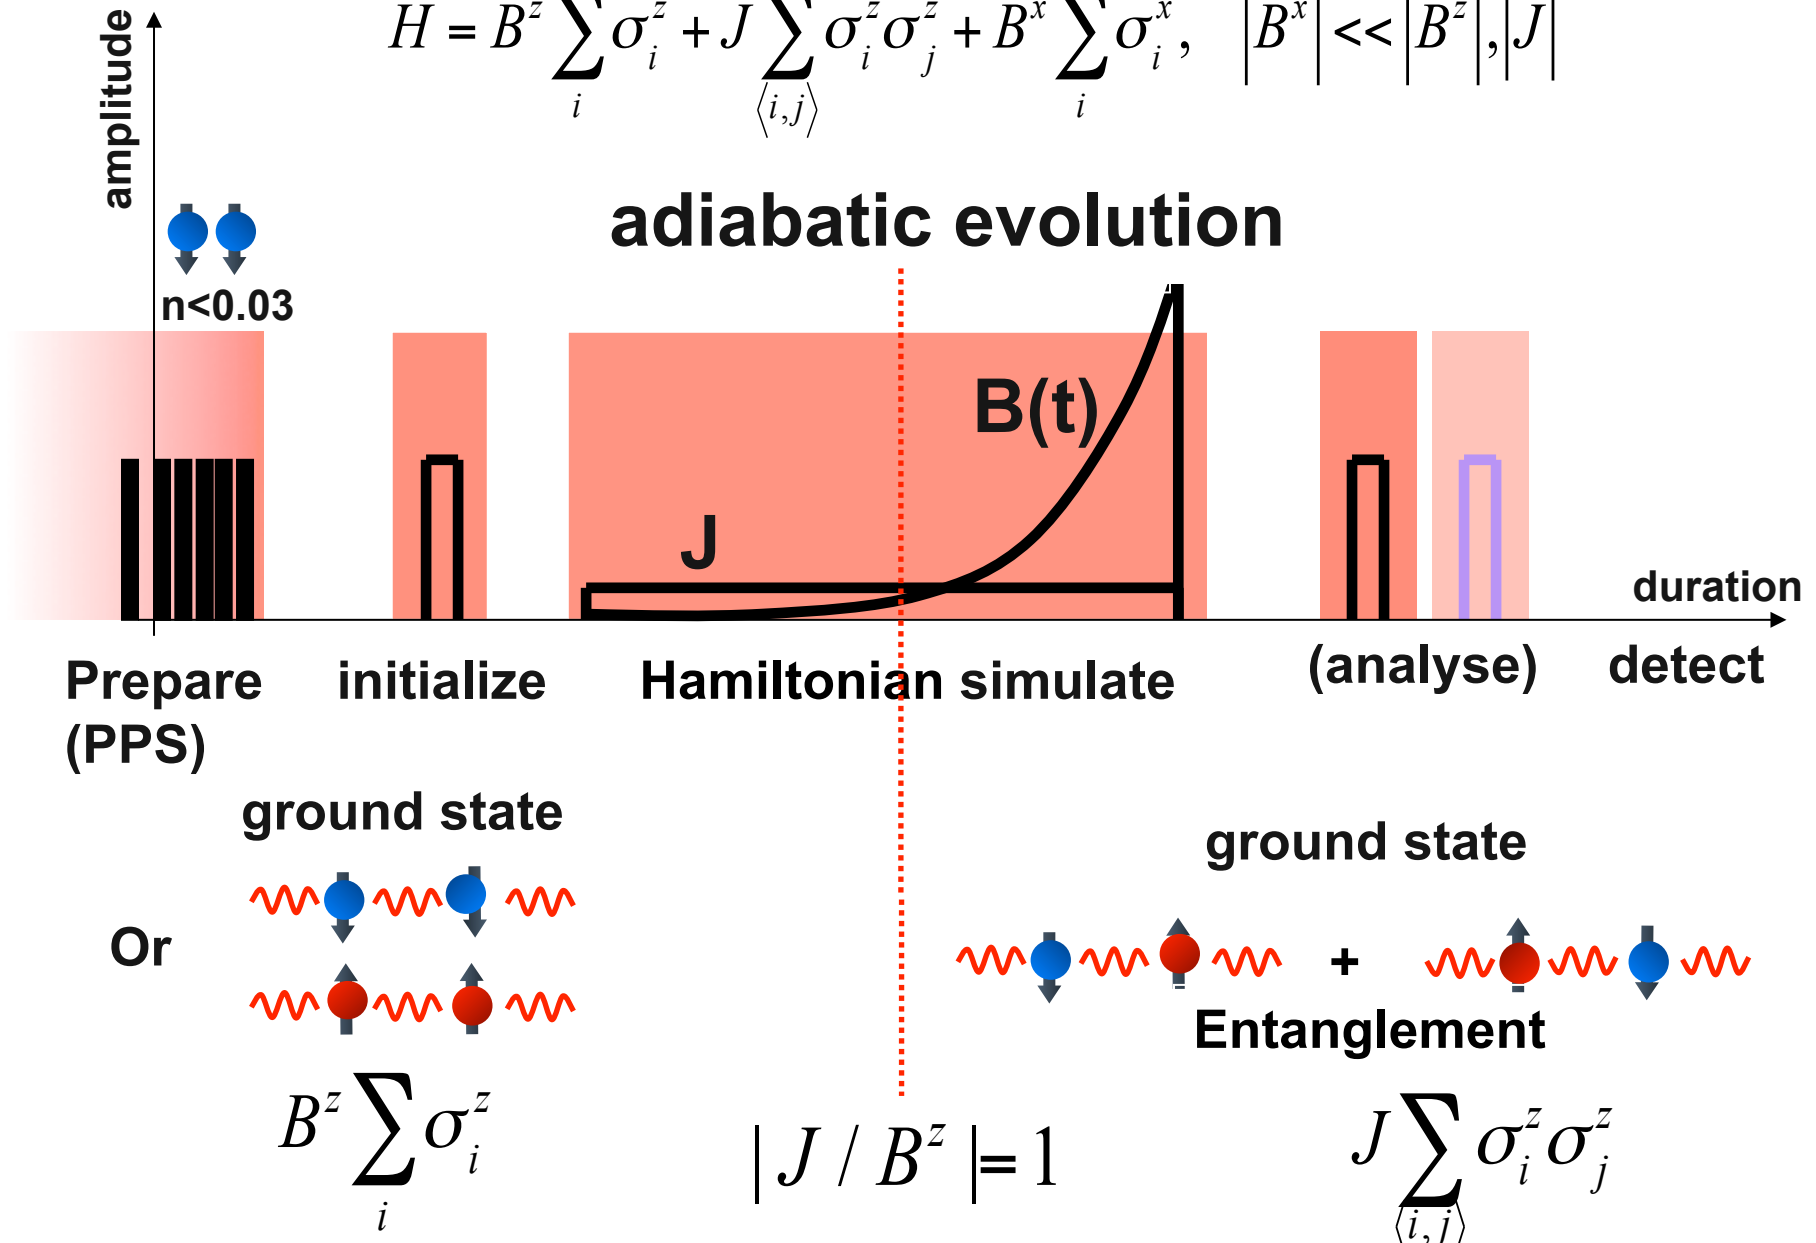 H = B^z ∑_i σ_i^z + J ∑_⟨i,j⟩ σ_i^z σ_j^z + B^x ∑_i σ_i^x, |B^x| << |B^z|, |J|
amplitude
adiabatic evolution
n<0.03
B(t)
J
duration
Prepare
(PPS)
initialize
Hamiltonian simulate
(analyse)
detect
ground state
ground state
Or
+
Entanglement
B^z ∑_i σ_i^z
|J / B^z| = 1
J ∑_⟨i,j⟩ σ_i^z σ_j^z